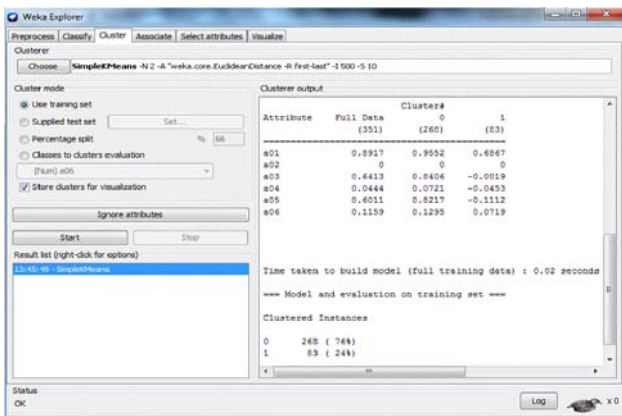 Weka Explorer
Preprocess Classify Cluster Associate Select attributes Visualize
Clusterer
Choose SimpleKMeans -N 2 -A "weka.core.EuclideanDistance -R first-last" -I 500 -S 10
Cluster mode
Use training set
Supplied test set Set...
Percentage split % 66
Classes to clusters evaluation
(Num) a06
Store clusters for visualization
Ignore attributes
Start Stop
Result list (right-click for options)
13:45:49 - SimpleKMeans
Clusterer output
Cluster#
Attribute Full Data 0 1
(351) (268) (83)
a01 0.8917 0.9552 0.6867
a02 0 0 0
a03 0.6413 0.8406 -0.0019
a04 0.0444 0.0721 -0.0453
a05 0.6011 0.8217 -0.1112
a06 0.1159 0.1295 0.0719
Time taken to build model (full training data) : 0.02 seconds
=== Model and evaluation on training set ===
Clustered Instances
0 268 ( 76%)
1 83 ( 24%)
Status
OK
Log x 0